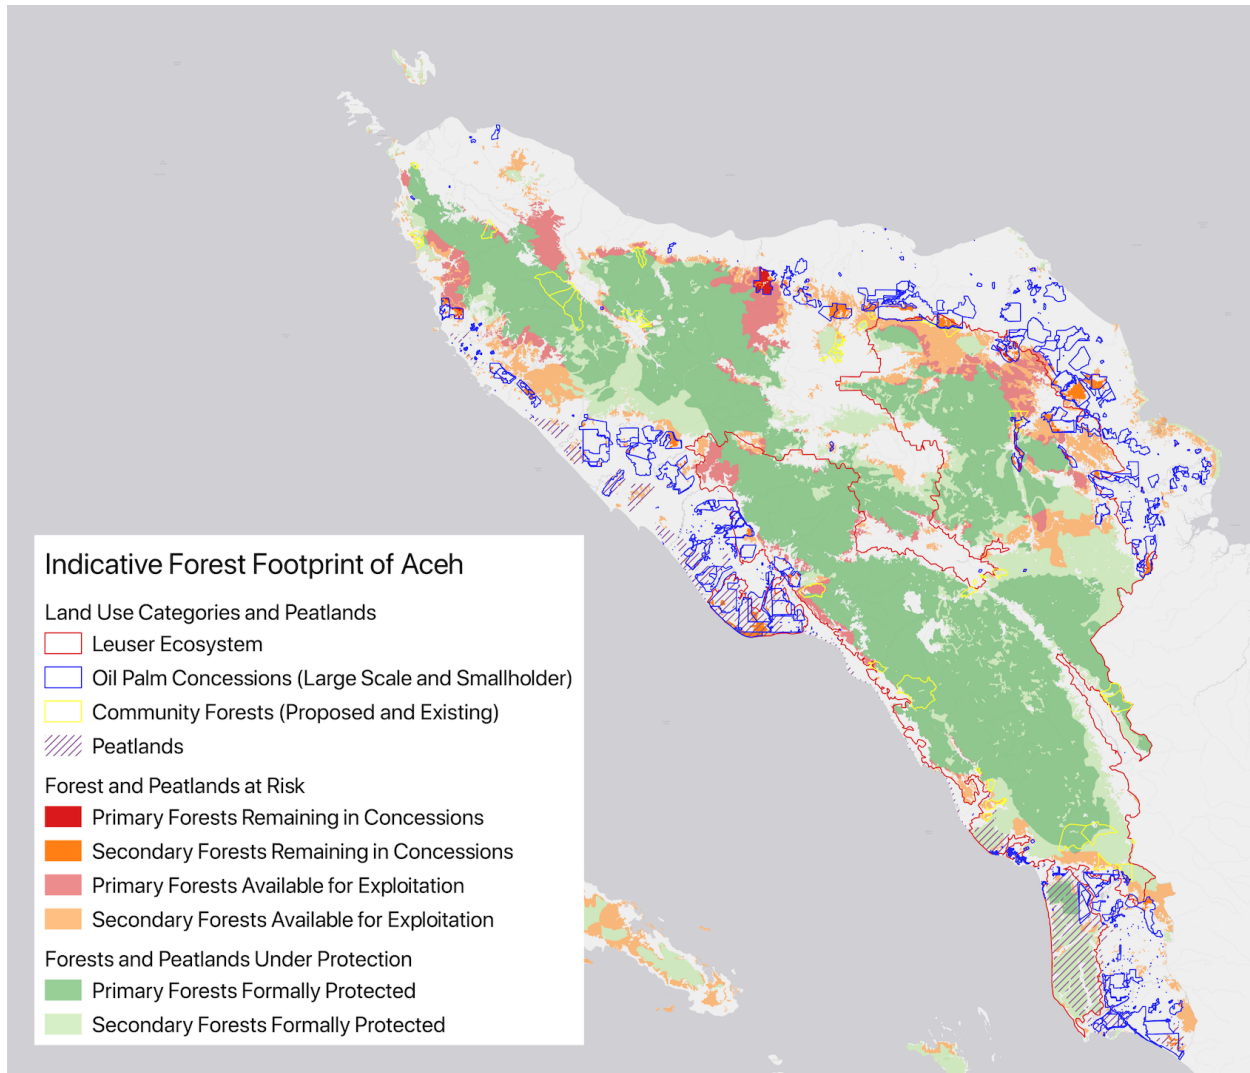 Indicative Forest Footprint of Aceh
Land Use Categories and Peatlands
Leuser Ecosystem
Oil Palm Concessions (Large Scale and Smallholder)
Community Forests (Proposed and Existing)
Peatlands
Forest and Peatlands at Risk
Primary Forests Remaining in Concessions
Secondary Forests Remaining in Concessions
Primary Forests Available for Exploitation
Secondary Forests Available for Exploitation
Forests and Peatlands Under Protection
Primary Forests Formally Protected
Secondary Forests Formally Protected